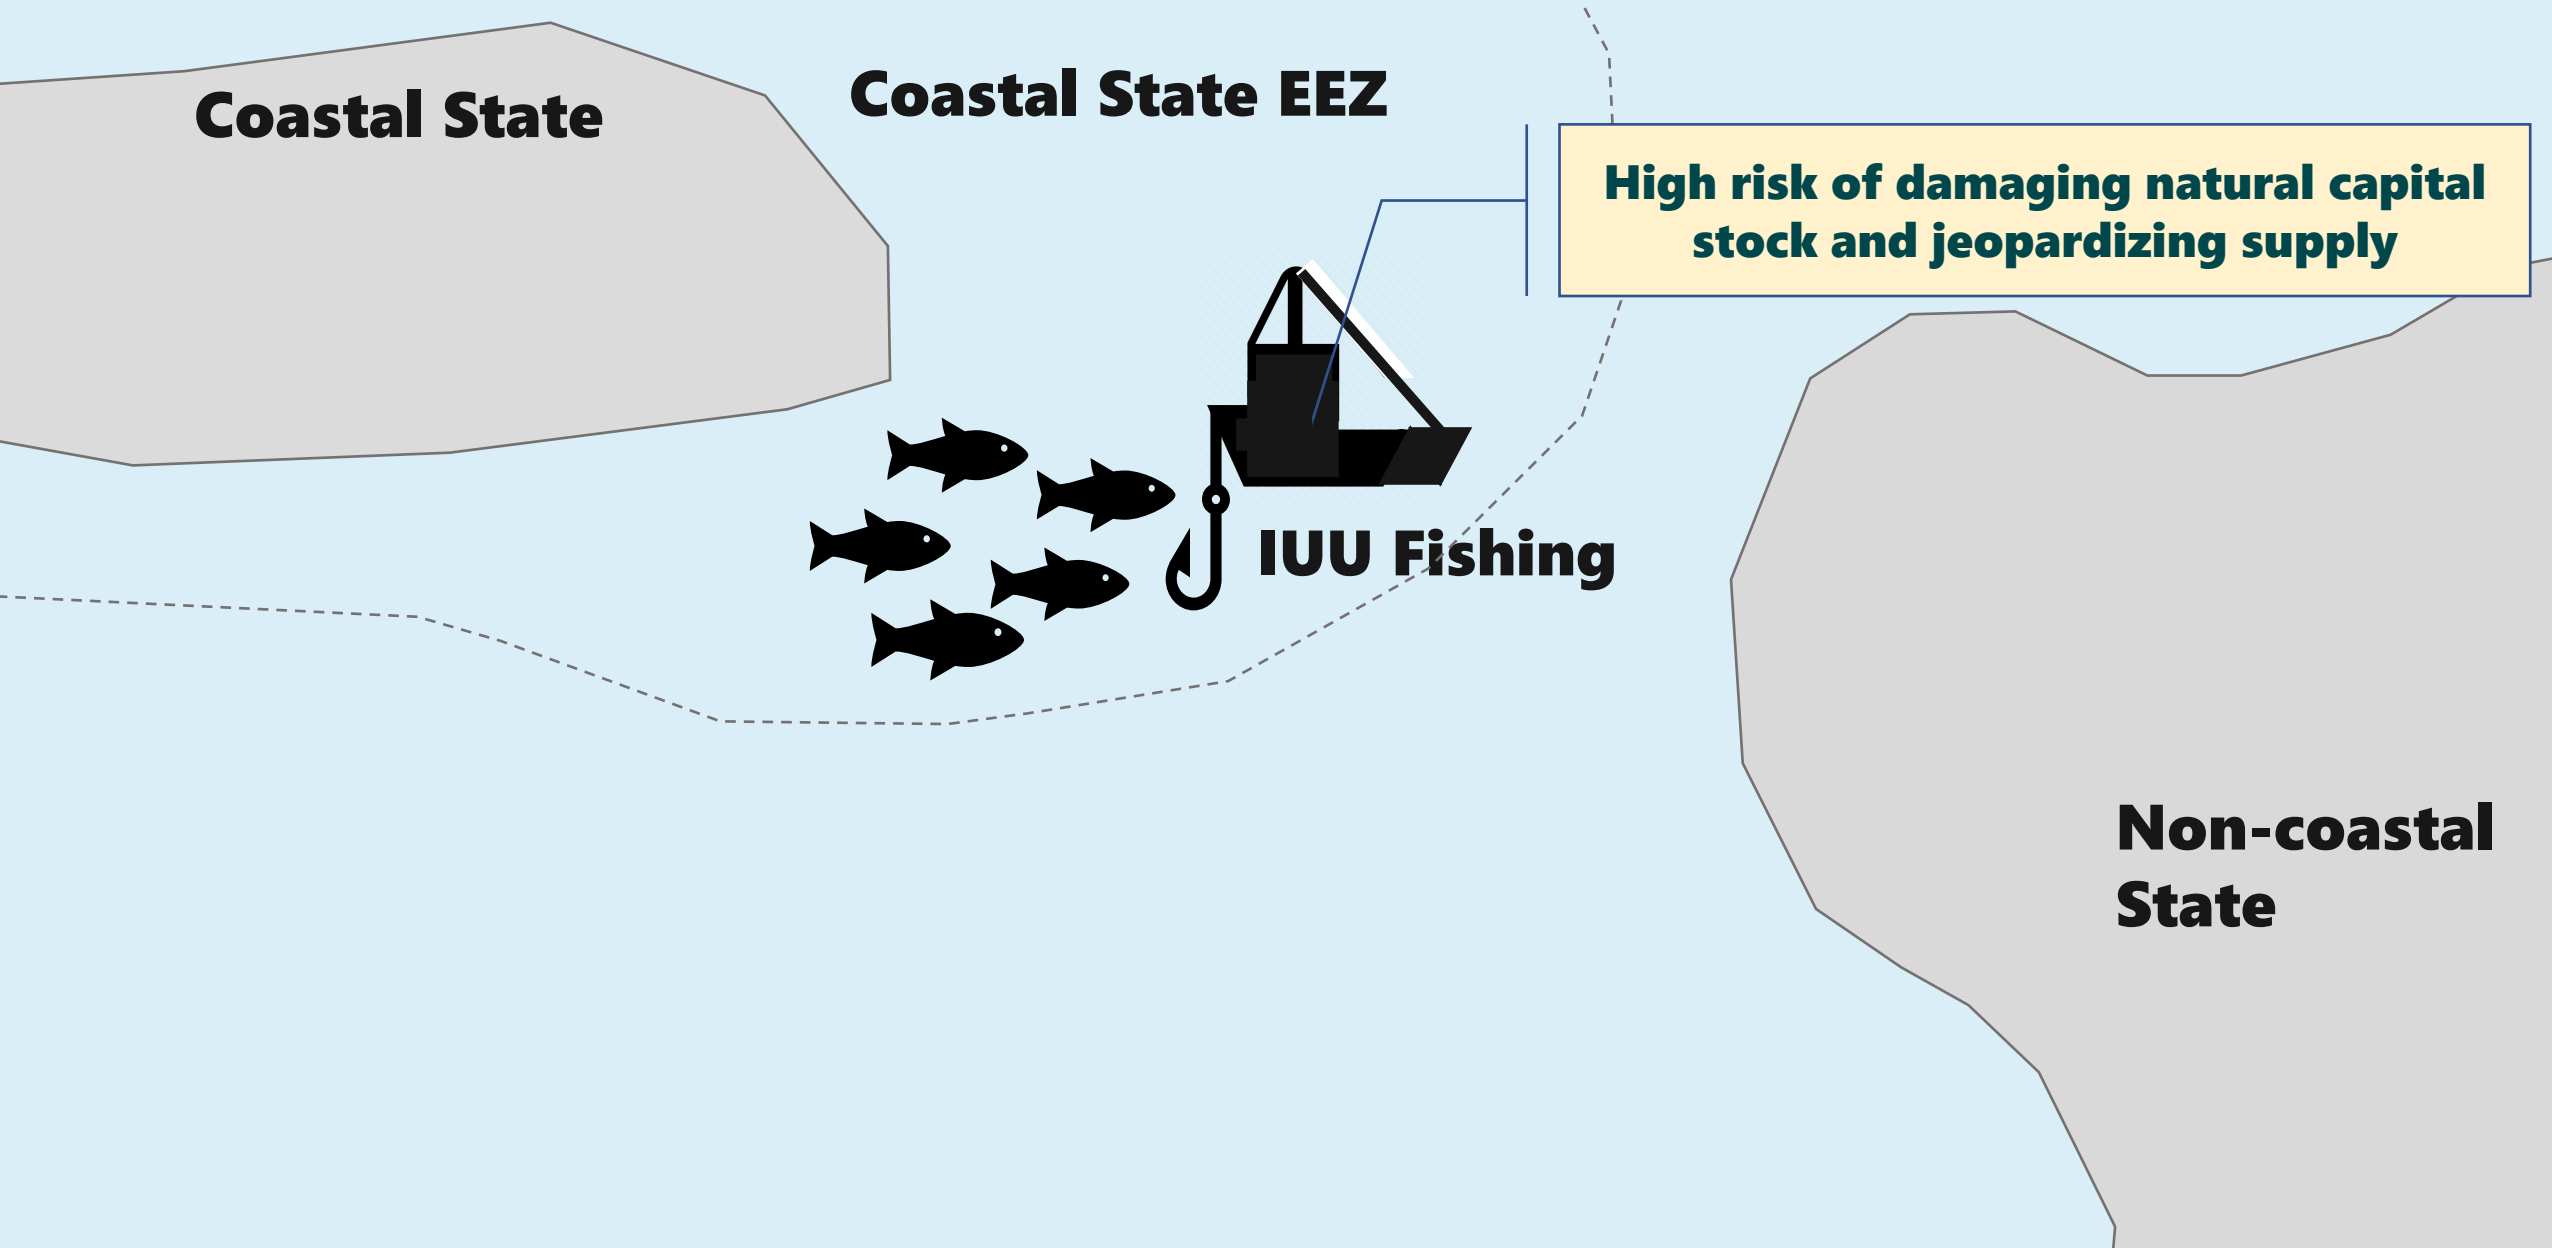 Coastal State
Coastal State EEZ
High risk of damaging natural capital
stock and jeopardizing supply
IUU Fishing
Non-coastal
State